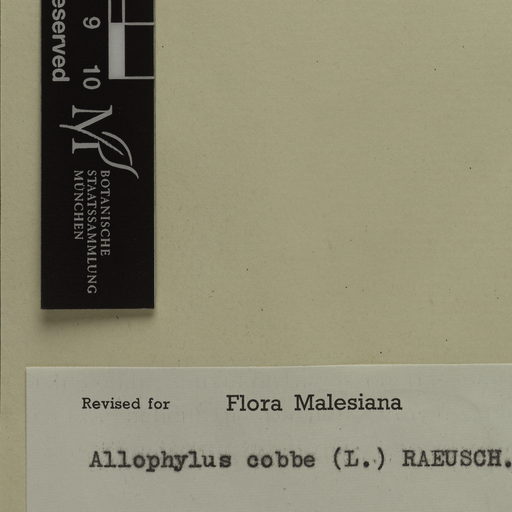 eserved
9 10
M
BOTANISCHE
STAATSSAMMLUNG
MÜNCHEN
Revised for Flora Malesiana
Allophylus cobbe (L.) RAEUSCH.